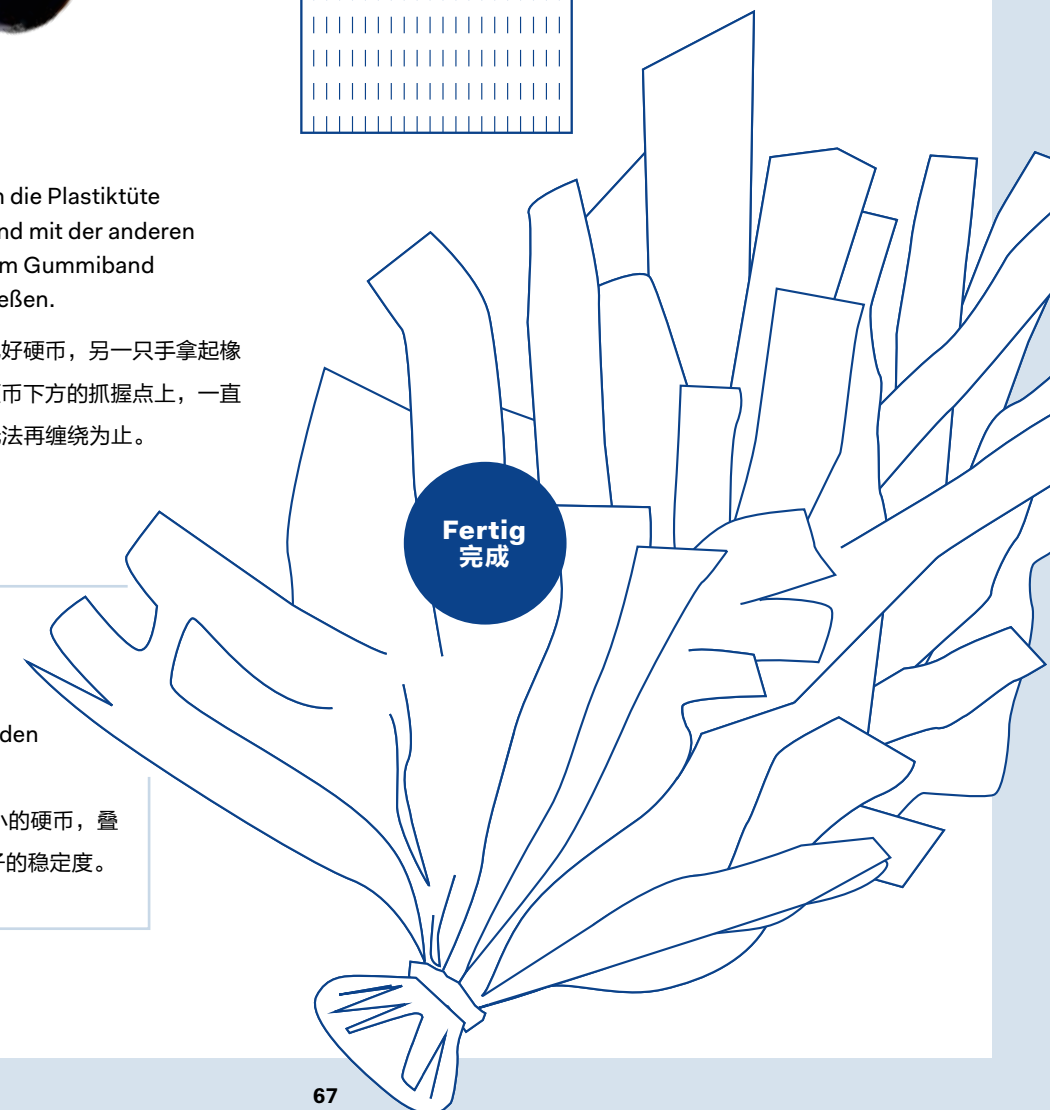 die Plastiktüte
nd mit der anderen
m Gummiband
eßen.
好硬币，另一只手拿起橡
币下方的抓握点上，一直
法再缠绕为止。
Fertig
完成
den
小的硬币，叠
子的稳定度。
67